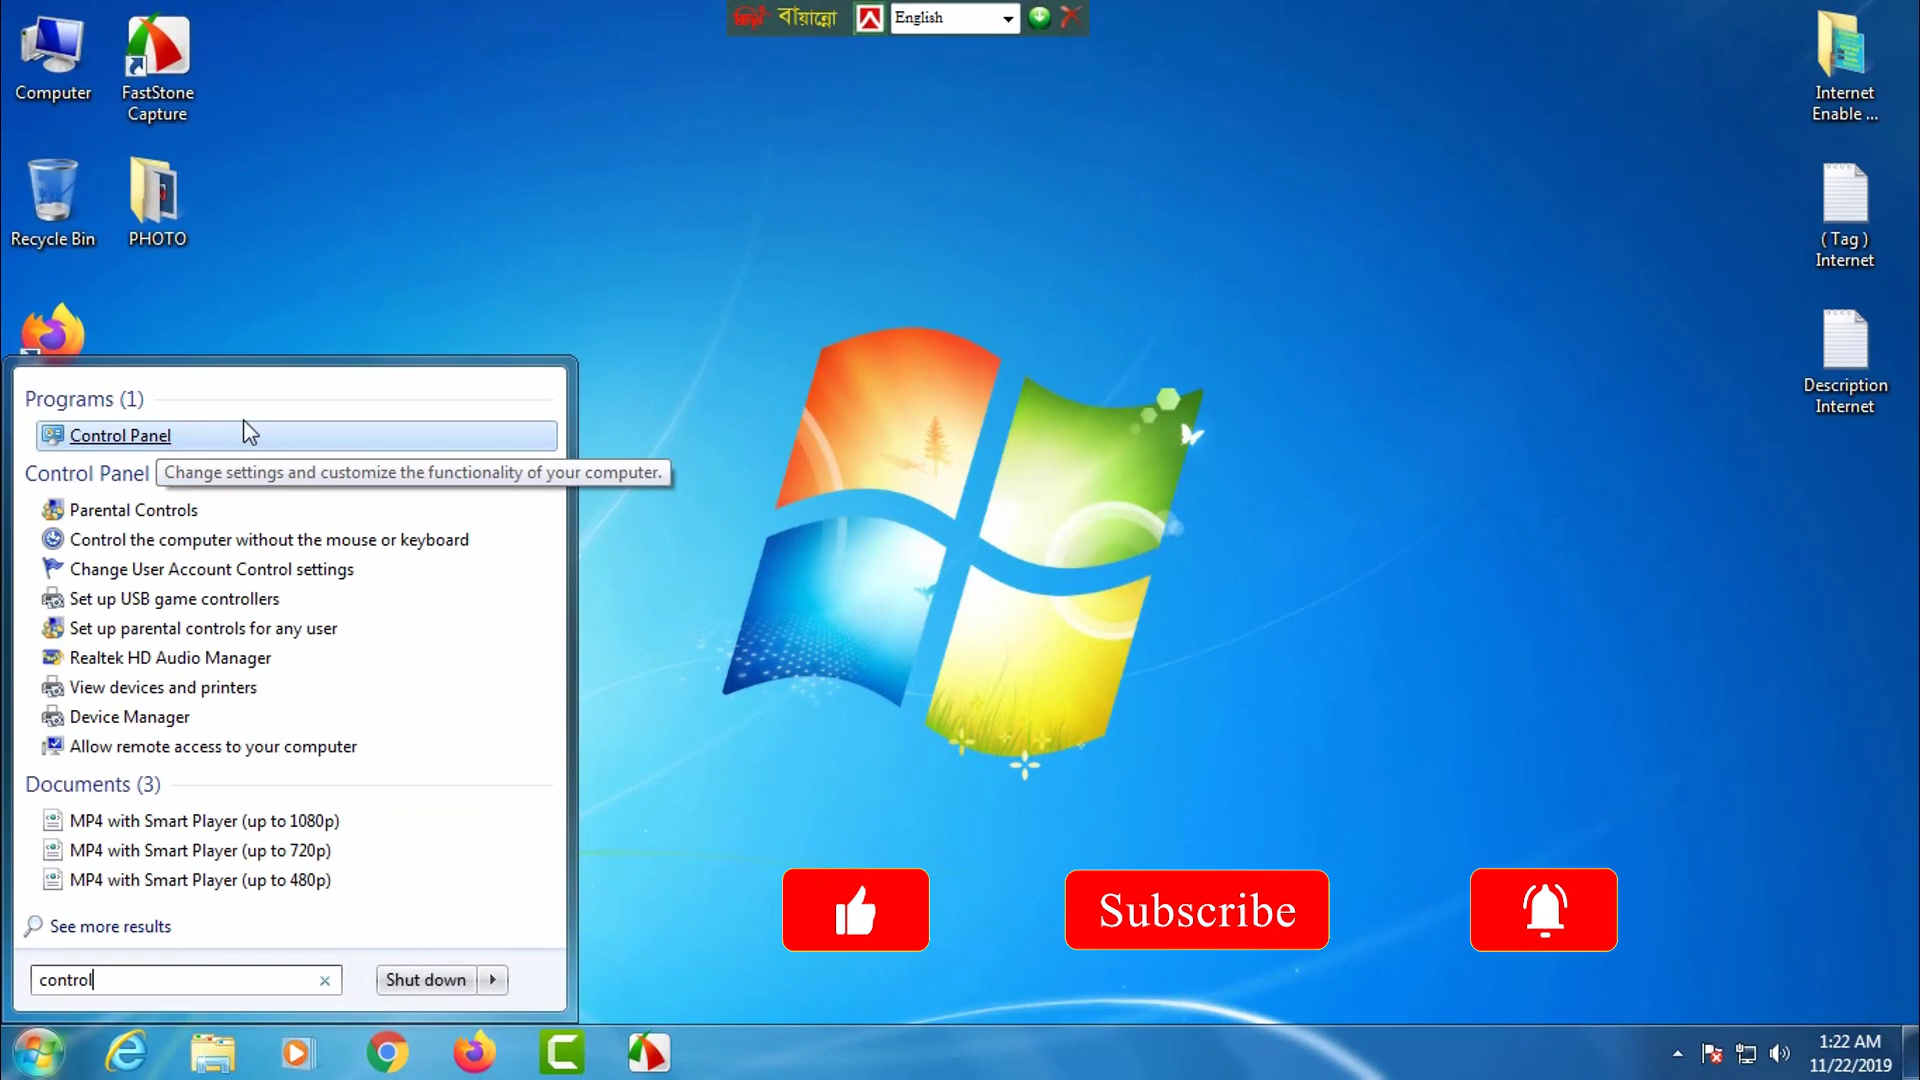 বায়ান্নো
English
Computer
FastStone
Capture
Recycle Bin
PHOTO
Internet
Enable ...
( Tag )
Internet
Description
Internet
Programs (1)
Control Panel
Control Panel
Change settings and customize the functionality of your computer.
Parental Controls
Control the computer without the mouse or keyboard
Change User Account Control settings
Set up USB game controllers
Set up parental controls for any user
Realtek HD Audio Manager
View devices and printers
Device Manager
Allow remote access to your computer
Documents (3)
MP4 with Smart Player (up to 1080p)
MP4 with Smart Player (up to 720p)
MP4 with Smart Player (up to 480p)
See more results
control
Shut down
Subscribe
1:22 AM
11/22/2019